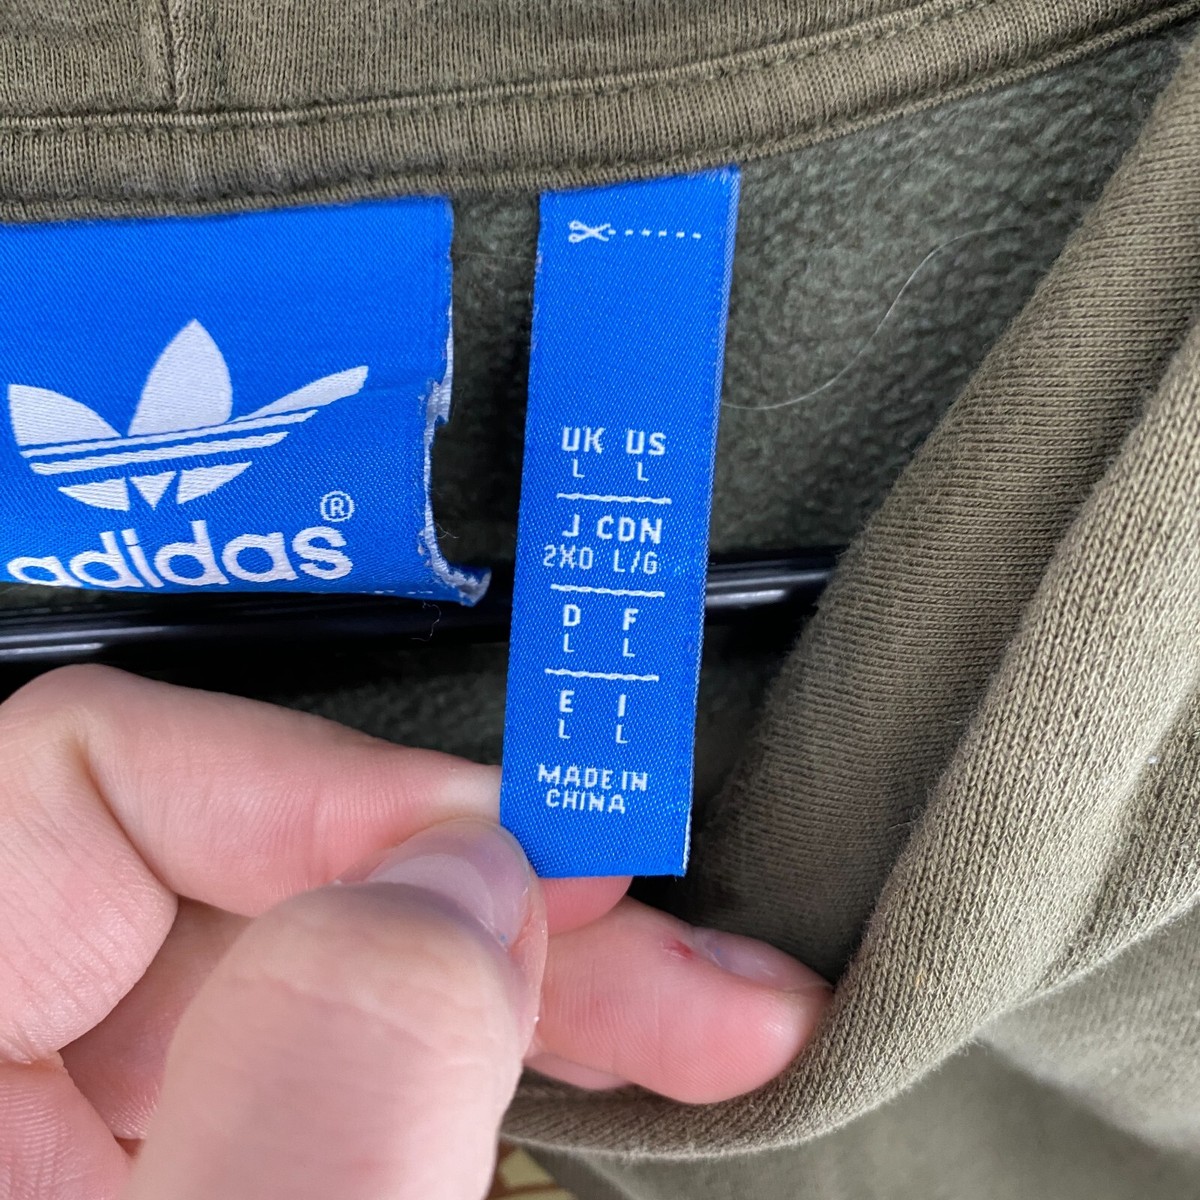 adidas®
UK US
L L
J CDN
2XO L/G
D F
L L
E I
L L
MADE IN
CHINA